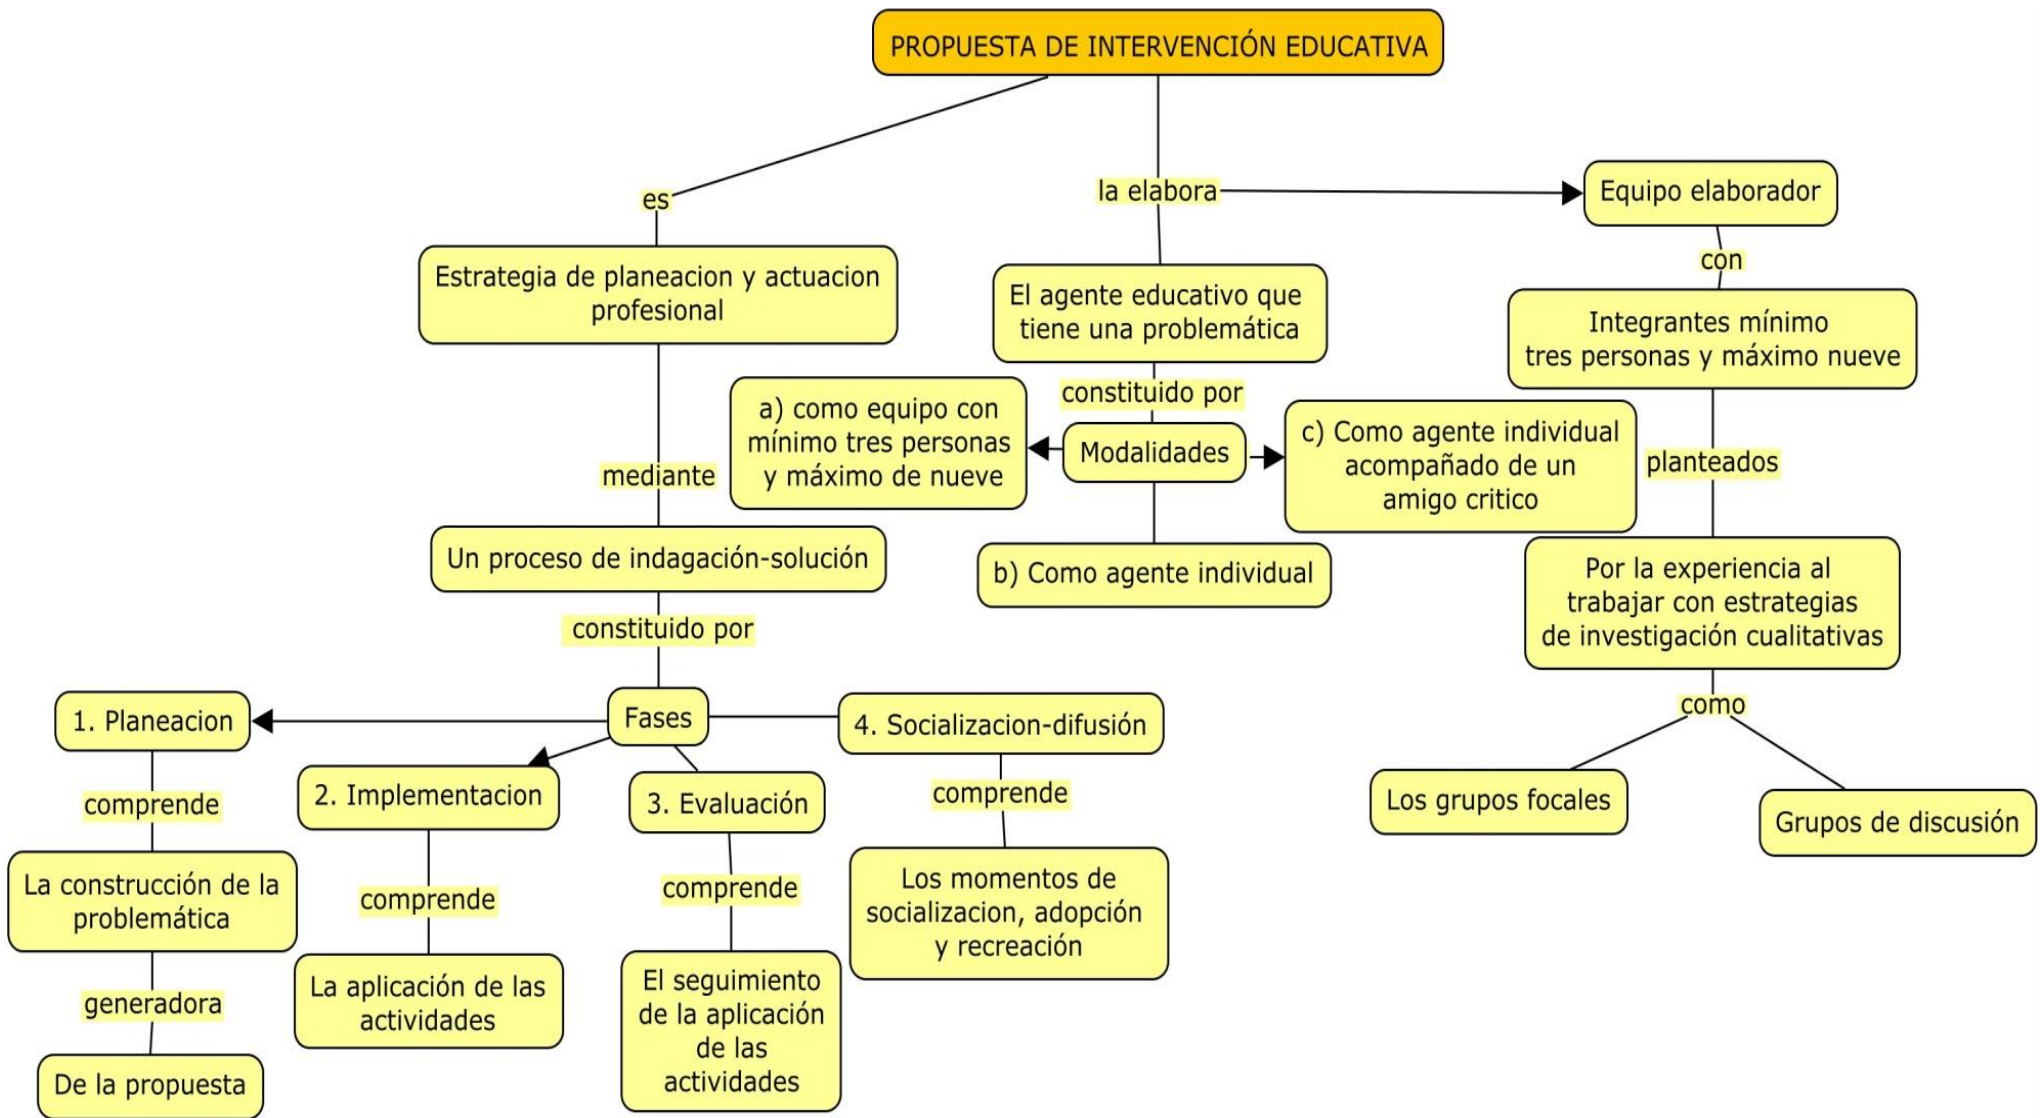 PROPUESTA DE INTERVENCIÓN EDUCATIVA
es
la elabora
Equipo elaborador
con
Estrategia de planeacion y actuacion
profesional
El agente educativo que
tiene una problemática
Integrantes mínimo
tres personas y máximo nueve
constituido por
a) como equipo con
mínimo tres personas
y máximo de nueve
Modalidades
c) Como agente individual
acompañado de un
amigo critico
b) Como agente individual
planteados
mediante
Un proceso de indagación-solución
Por la experiencia al
trabajar con estrategias
de investigación cualitativas
constituido por
como
Los grupos focales
Grupos de discusión
Fases
1. Planeacion
comprende
La construcción de la
problemática
generadora
De la propuesta
2. Implementacion
comprende
La aplicación de las
actividades
3. Evaluación
comprende
El seguimiento
de la aplicación
de las
actividades
4. Socializacion-difusión
comprende
Los momentos de
socializacion, adopción
y recreación